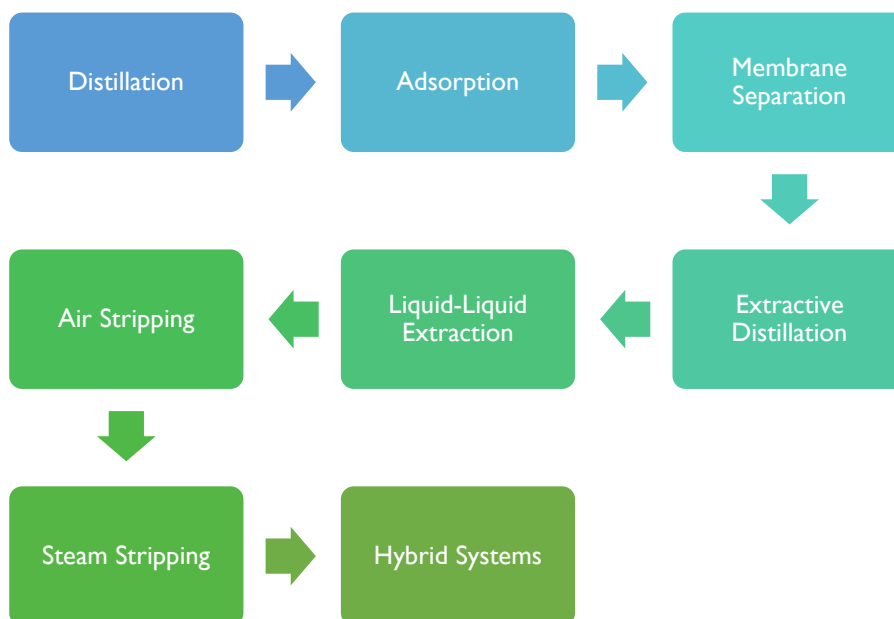 Distillation
Adsorption
Membrane
Separation
Extractive
Distillation
Liquid-Liquid
Extraction
Air Stripping
Steam Stripping
Hybrid Systems